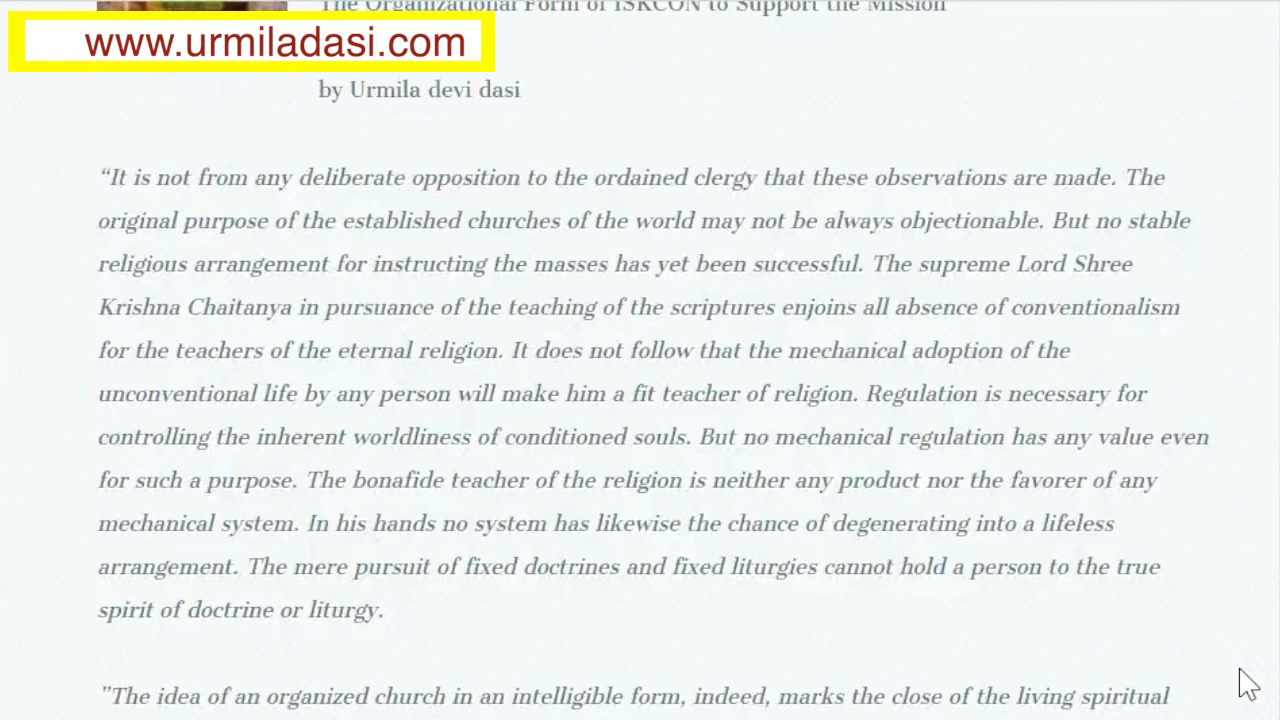 The Organizational Form of ISKCON to Support the Mission
www.urmiladasi.com
by Urmila devi dasi
“It is not from any deliberate opposition to the ordained clergy that these observations are made. The
original purpose of the established churches of the world may not be always objectionable. But no stable
religious arrangement for instructing the masses has yet been successful. The supreme Lord Shree
Krishna Chaitanya in pursuance of the teaching of the scriptures enjoins all absence of conventionalism
for the teachers of the eternal religion. It does not follow that the mechanical adoption of the
unconventional life by any person will make him a fit teacher of religion. Regulation is necessary for
controlling the inherent worldliness of conditioned souls. But no mechanical regulation has any value even
for such a purpose. The bonafide teacher of the religion is neither any product nor the favorer of any
mechanical system. In his hands no system has likewise the chance of degenerating into a lifeless
arrangement. The mere pursuit of fixed doctrines and fixed liturgies cannot hold a person to the true
spirit of doctrine or liturgy.
”The idea of an organized church in an intelligible form, indeed, marks the close of the living spiritual